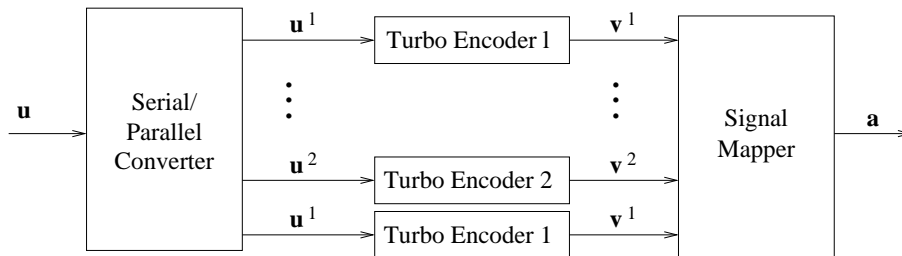 u
Serial/
Parallel
Converter
u 1
Turbo Encoder l
v 1
u 2
Turbo Encoder 2
v 2
u 1
Turbo Encoder 1
v 1
Signal
Mapper
a